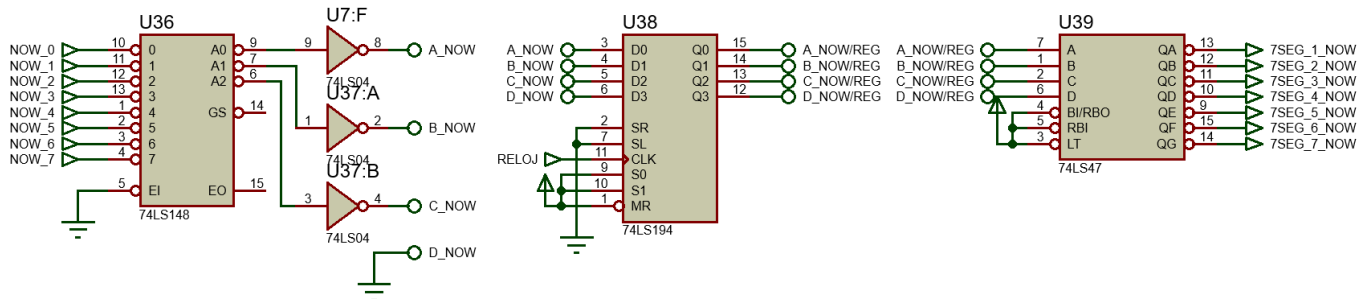 U36
NOW_0 10 0 A0 9
NOW_1 11 1 A1 7
NOW_2 12 2 A2 6
NOW_3 13 3
NOW_4 1 4 GS 14
NOW_5 2 5
NOW_6 3 6
NOW_7 4 7
5 EI EO 15
74LS148
U7:F
9 8 A_NOW
74LS04
U37:A
1 2 B_NOW
74LS04
U37:B
3 4 C_NOW
74LS04
D_NOW
U38
A_NOW 3 D0 Q0 15 A_NOW/REG
B_NOW 4 D1 Q1 14 B_NOW/REG
C_NOW 5 D2 Q2 13 C_NOW/REG
D_NOW 6 D3 Q3 12 D_NOW/REG
2 SR
7 SL
RELOJ 11 CLK
9 S0
10 S1
1 MR
74LS194
U39
A_NOW/REG 7 A QA 13 7SEG_1_NOW
B_NOW/REG 1 B QB 12 7SEG_2_NOW
C_NOW/REG 2 C QC 11 7SEG_3_NOW
D_NOW/REG 6 D QD 10 7SEG_4_NOW
4 BI/RBO QE 9 7SEG_5_NOW
5 RBI QF 15 7SEG_6_NOW
3 LT QG 14 7SEG_7_NOW
74LS47